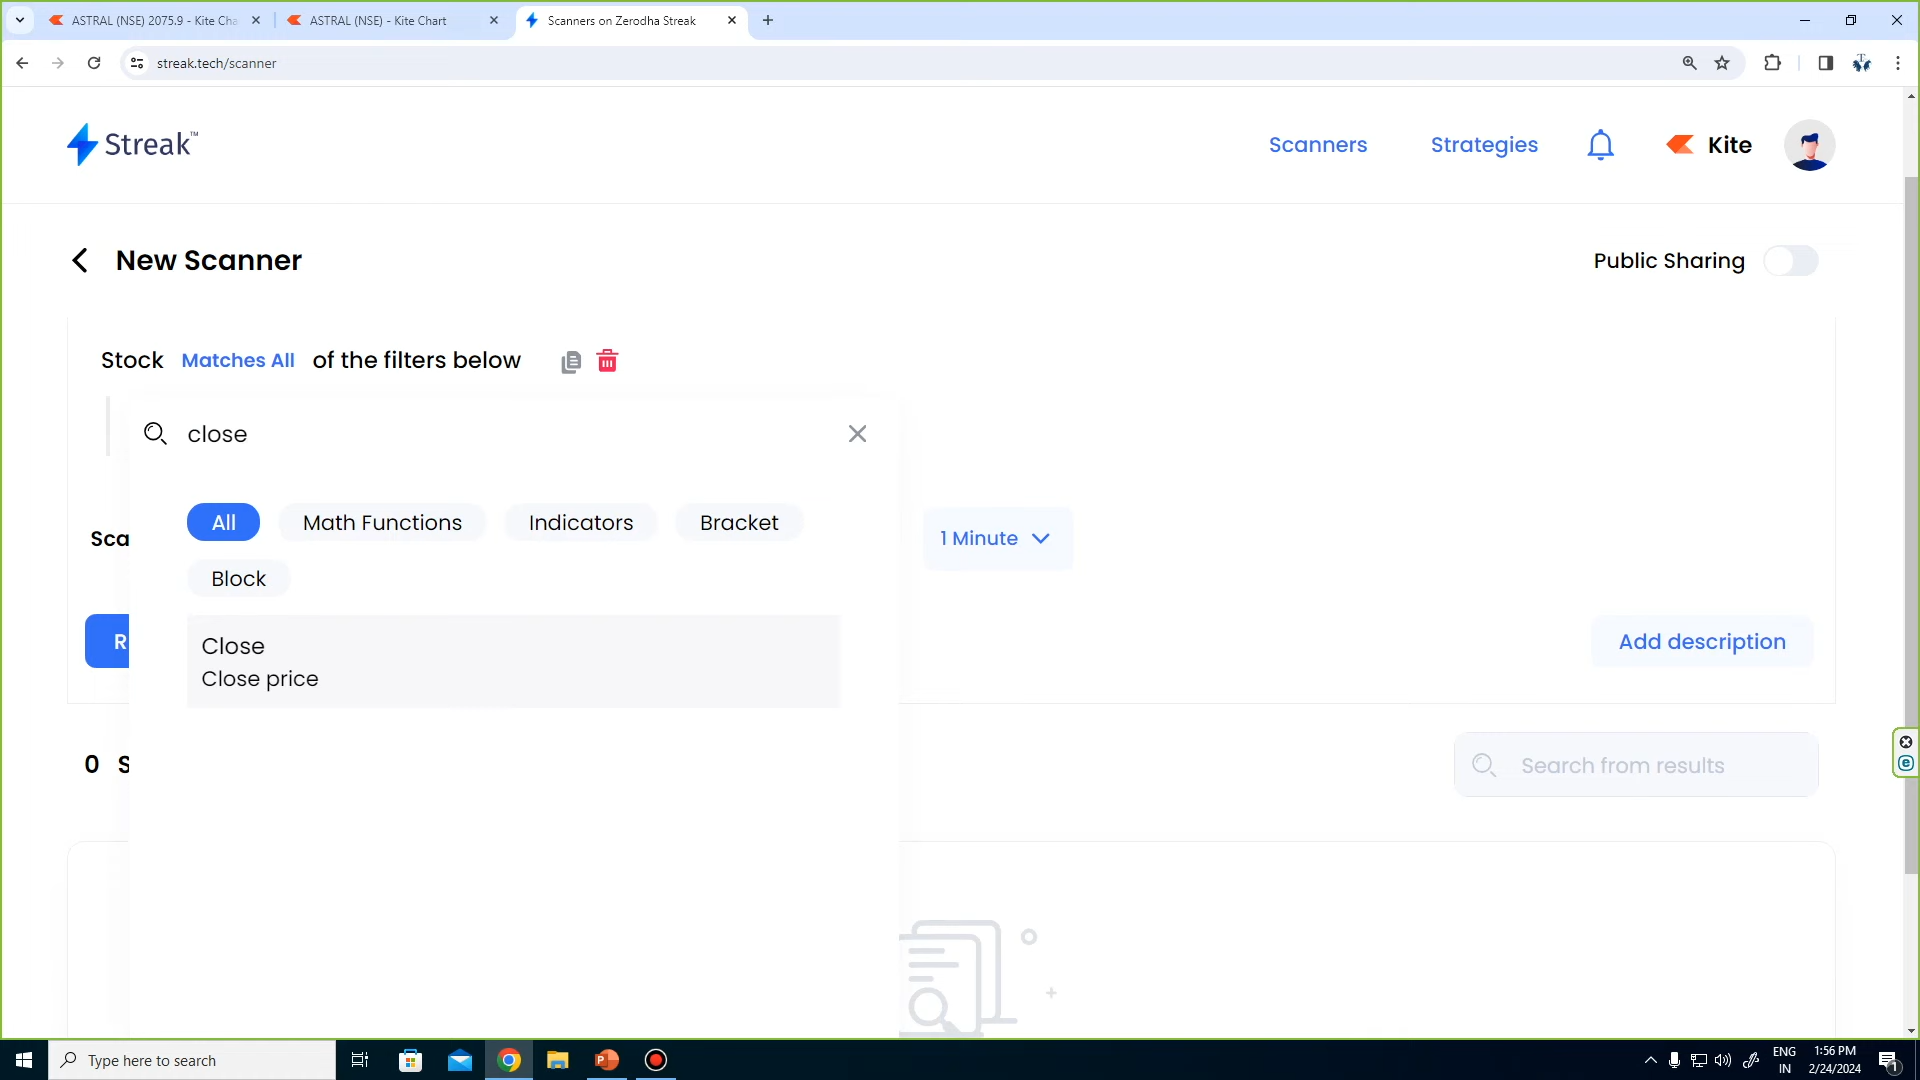 ASTRAL (NSE) 2075.9 - Kite Cha
ASTRAL (NSE) - Kite Chart
Scanners on Zerodha Streak
streak.tech/scanner
Streak™
Scanners
Strategies
Kite
New Scanner
Public Sharing
Stock Matches All of the filters below
close
All
Math Functions
Indicators
Bracket
Sca
1 Minute
Block
R
Add description
Close
Close price
0 S
Search from results
Type here to search
ENG
IN
1:56 PM
2/24/2024
1